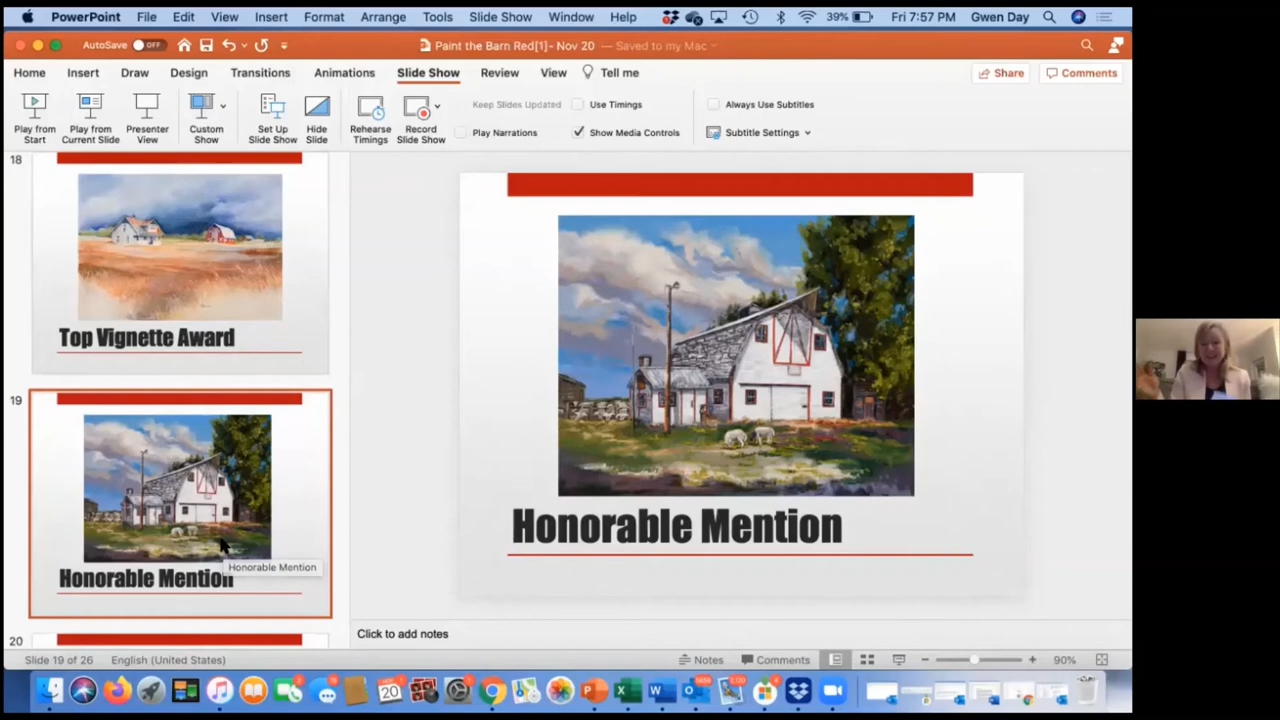 PowerPoint File Edit View Insert Format Arrange Tools Slide Show Window Help 39% Fri 7:57 PM Gwen Day
AutoSave OFF Paint the Barn Red[1]- Nov 20 — Saved to my Mac
Home Insert Draw Design Transitions Animations Slide Show Review View Tell me Share Comments
Keep Slides Updated Use Timings Always Use Subtitles
Play from Start Play from Current Slide Presenter View Custom Show Set Up Slide Show Hide Slide Rehearse Timings Record Slide Show Play Narrations Show Media Controls Subtitle Settings
18
Top Vignette Award
19
Honorable Mention
Honorable Mention
20
Honorable Mention
Click to add notes
Slide 19 of 26 English (United States) Notes Comments 90%
20